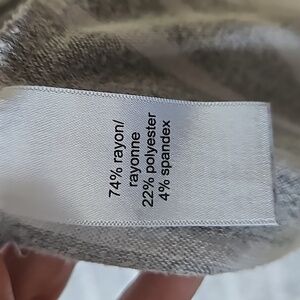 74% rayon/
rayonne
22% polyester
4% spandex